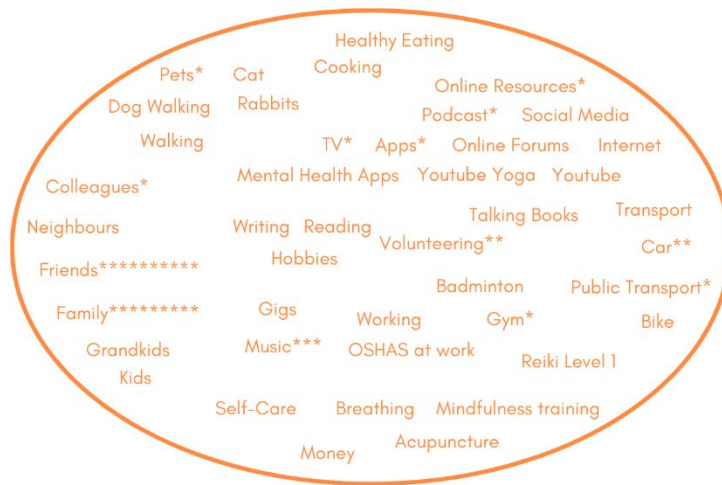 Healthy Eating
Cooking
Pets* Cat
Online Resources*
Dog Walking Rabbits
Podcast* Social Media
Walking TV* Apps* Online Forums Internet
Mental Health Apps Youtube Yoga Youtube
Colleagues*
Talking Books Transport
Neighbours Writing Reading
Volunteering** Car**
Hobbies
Friends**********
Badminton Public Transport*
Family*********
Gigs Working Gym* Bike
Grandkids Music*** OSHAS at work
Reiki Level 1
Kids
Self-Care Breathing Mindfulness training
Acupuncture
Money